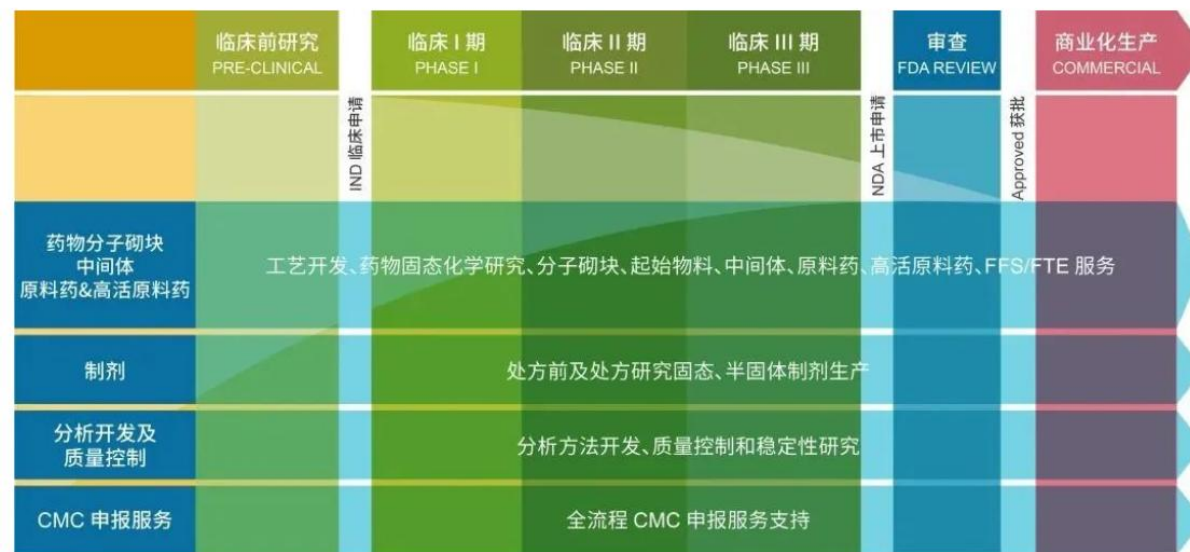 临床前研究
PRE-CLINICAL
临床 I 期
PHASE I
临床 II 期
PHASE II
临床 III 期
PHASE III
审查
FDA REVIEW
商业化生产
COMMERCIAL
IND 临床申请
NDA 上市申请
Approved 获批
药物分子砌块
中间体
原料药&高活原料药
工艺开发、药物固态化学研究、分子砌块、起始物料、中间体、原料药、高活原料药、FFS/FTE 服务
制剂
处方前及处方研究固态、半固体制剂生产
分析开发及
质量控制
分析方法开发、质量控制和稳定性研究
CMC 申报服务
全流程 CMC 申报服务支持